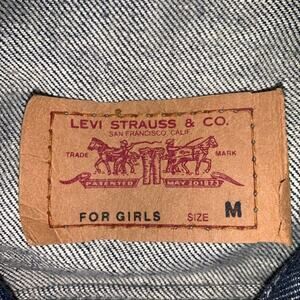 LEVI STRAUSS & CO.
SAN FRANCISCO, CALIF.
TRADE MARK
PATENTED MAY 20 1873
FOR GIRLS SIZE M